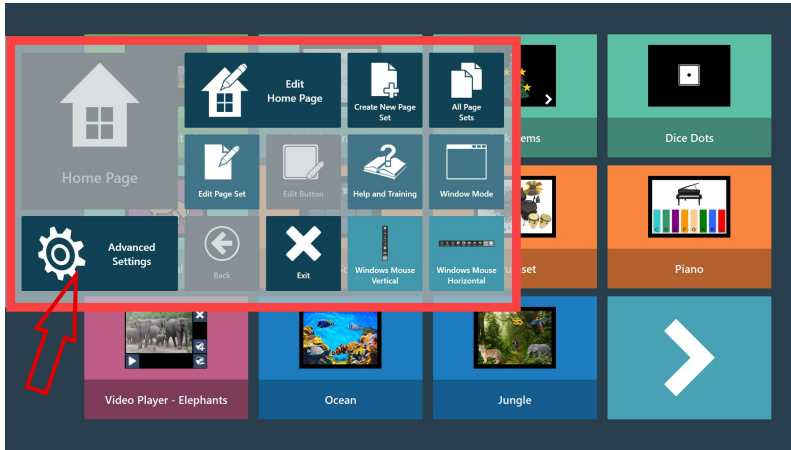 Edit
Home Page
Create New Page
Set
All Page
Sets
ems
Dice Dots
Home Page
Edit Page Set
Edit Button
Help and Training
Window Mode
Advanced
Settings
Back
Exit
Windows Mouse
Vertical
Windows Mouse
Horizontal
set
Piano
Video Player - Elephants
Ocean
Jungle